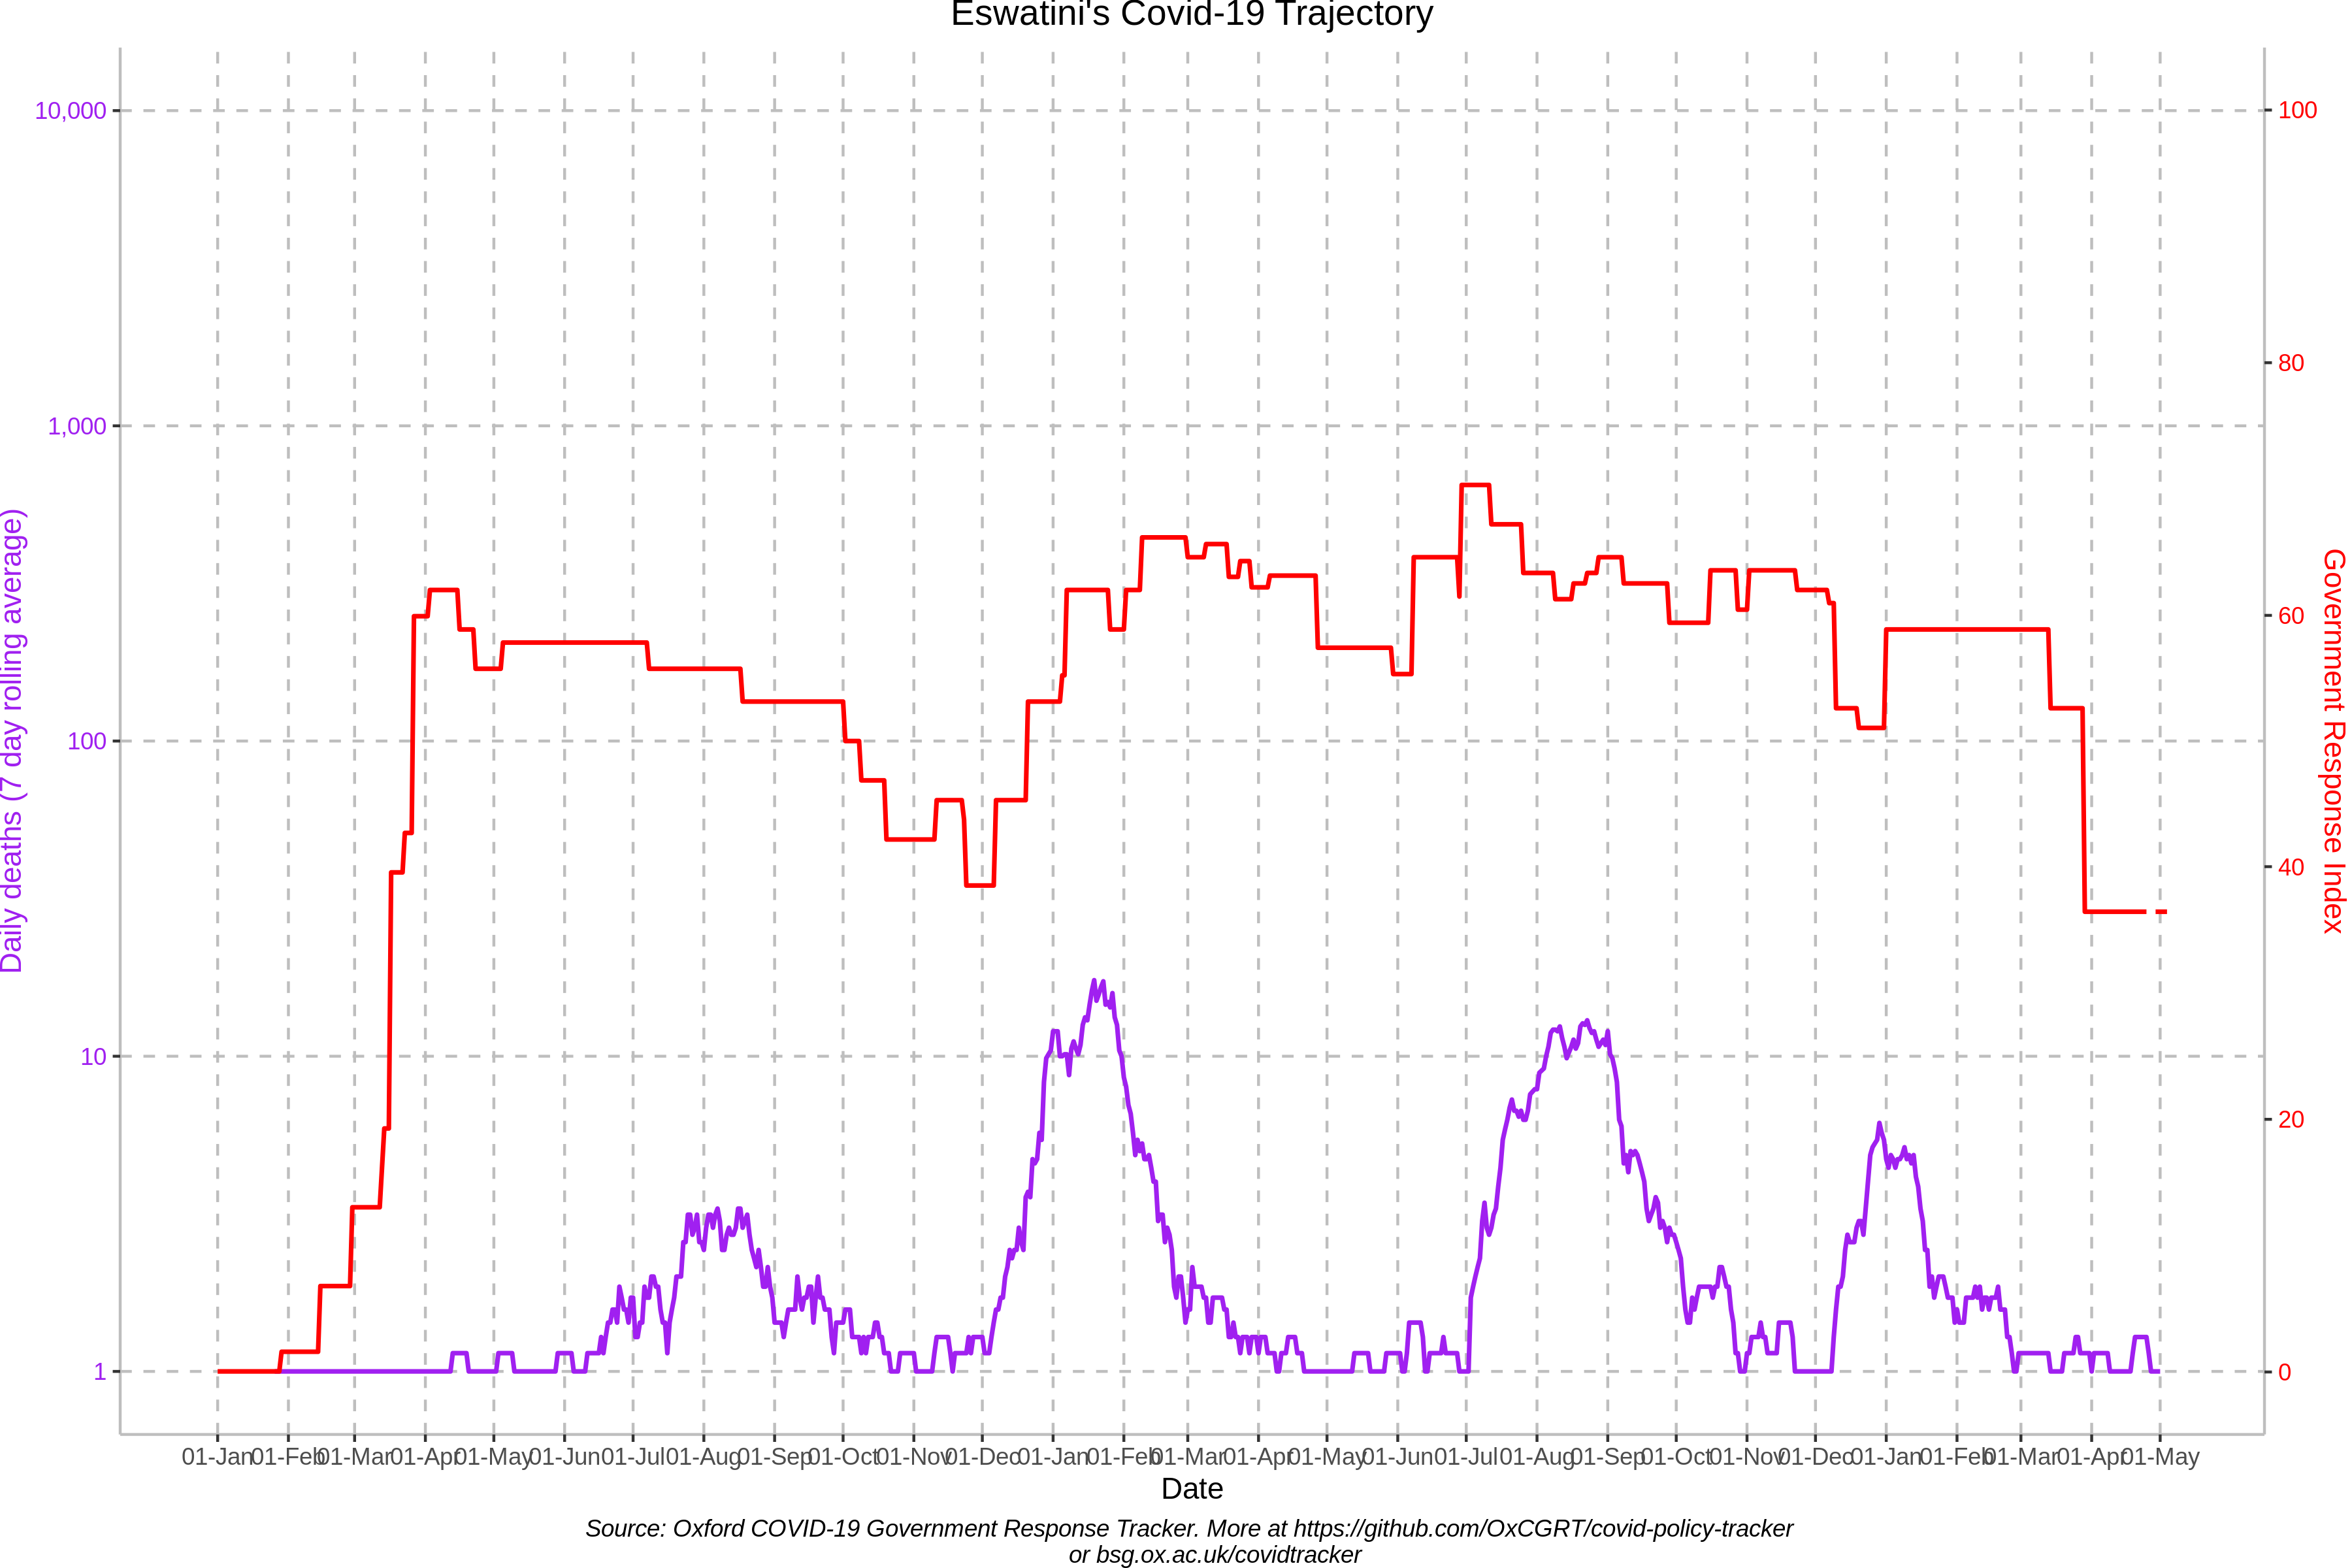 Eswatini's Covid-19 Trajectory
10,000
1,000
100
10
1
Daily deaths (7 day rolling average)
100
80
60
40
20
0
Government Response Index
01-Jan 01-Feb 01-Mar 01-Apr 01-May 01-Jun 01-Jul 01-Aug 01-Sep 01-Oct 01-Nov 01-Dec 01-Jan 01-Feb 01-Mar 01-Apr 01-May 01-Jun 01-Jul 01-Aug 01-Sep 01-Oct 01-Nov 01-Dec 01-Jan 01-Feb 01-Mar 01-Apr 01-May
Date
Source: Oxford COVID-19 Government Response Tracker. More at https://github.com/OxCGRT/covid-policy-tracker
or bsg.ox.ac.uk/covidtracker